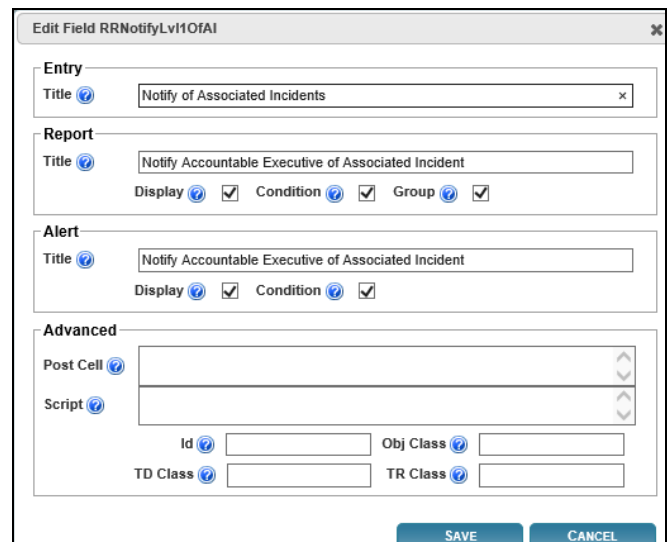 Edit Field RRNotifyLvl1OfAI
Entry
Title Notify of Associated Incidents
Report
Title Notify Accountable Executive of Associated Incident
Display Condition Group
Alert
Title Notify Accountable Executive of Associated Incident
Display Condition
Advanced
Post Cell
Script
Id Obj Class
TD Class TR Class
SAVE CANCEL